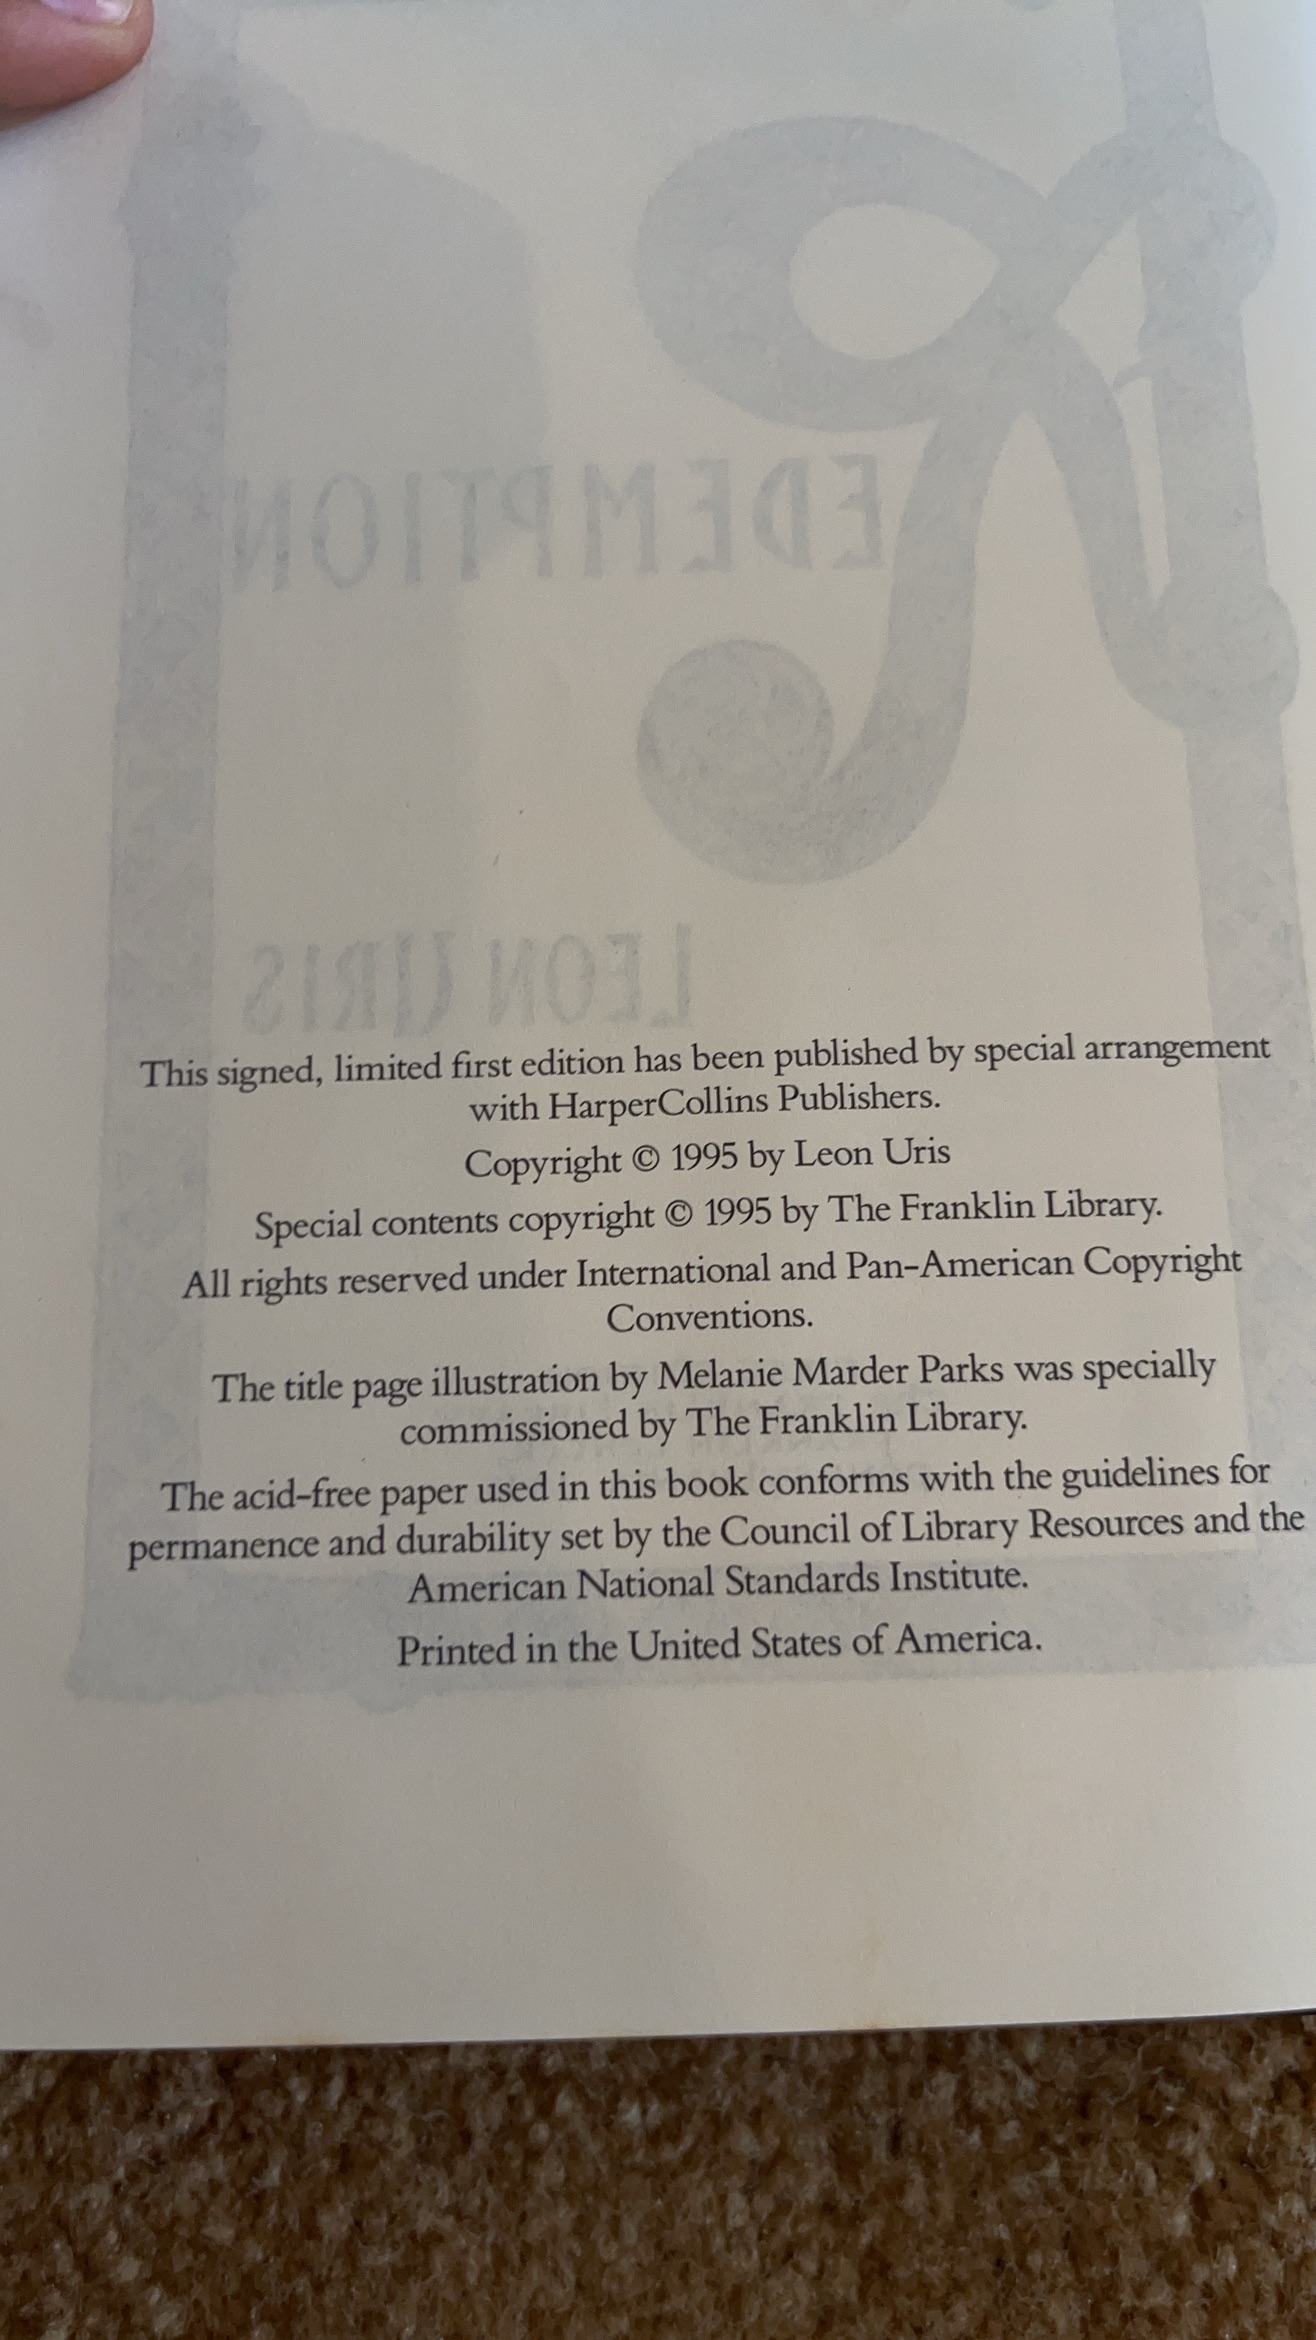 REDEMPTION
LEON URIS
This signed, limited first edition has been published by special arrangement
with HarperCollins Publishers.
Copyright © 1995 by Leon Uris
Special contents copyright © 1995 by The Franklin Library.
All rights reserved under International and Pan-American Copyright
Conventions.
The title page illustration by Melanie Marder Parks was specially
commissioned by The Franklin Library.
The acid-free paper used in this book conforms with the guidelines for
permanence and durability set by the Council of Library Resources and the
American National Standards Institute.
Printed in the United States of America.